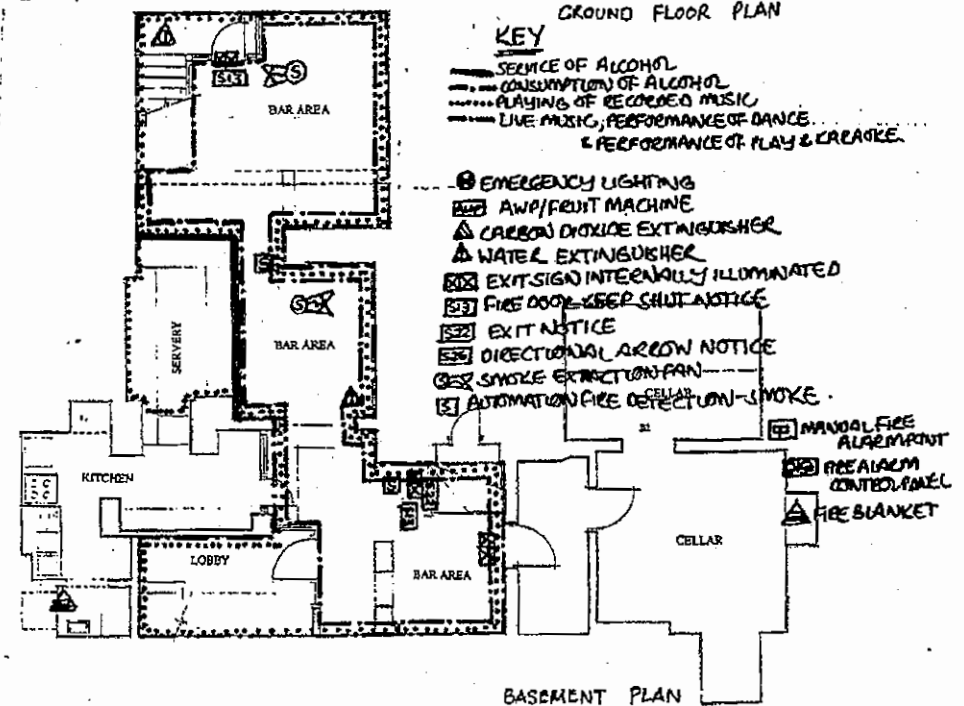 GROUND FLOOR PLAN
KEY
SERVICE OF ALCOHOL
CONSUMPTION OF ALCOHOL
PLAYING OF RECORDED MUSIC
LIVE MUSIC, PERFORMANCE OF DANCE
& PERFORMANCE OF PLAY & KARAOKE
EMERGENCY LIGHTING
AWP AWP/FRUIT MACHINE
CARBON DIOXIDE EXTINGUISHER
WATER EXTINGUISHER
EXIT SIGN INTERNALLY ILLUMINATED
S13 FIRE DOOR KEEP SHUT NOTICE
S22 EXIT NOTICE
DIRECTIONAL ARROW NOTICE
S SMOKE EXTRACTION FAN
S AUTOMATION FIRE DETECTION-SMOKE.
MANUAL FIRE
ALARM POINT
FIRE ALARM
CONTROL PANEL
FIRE BLANKET
S13
S
BAR AREA
S
BAR AREA
SERVERY
KITCHEN
LOBBY
BAR AREA
CELLAR
CELLAR
BASEMENT PLAN